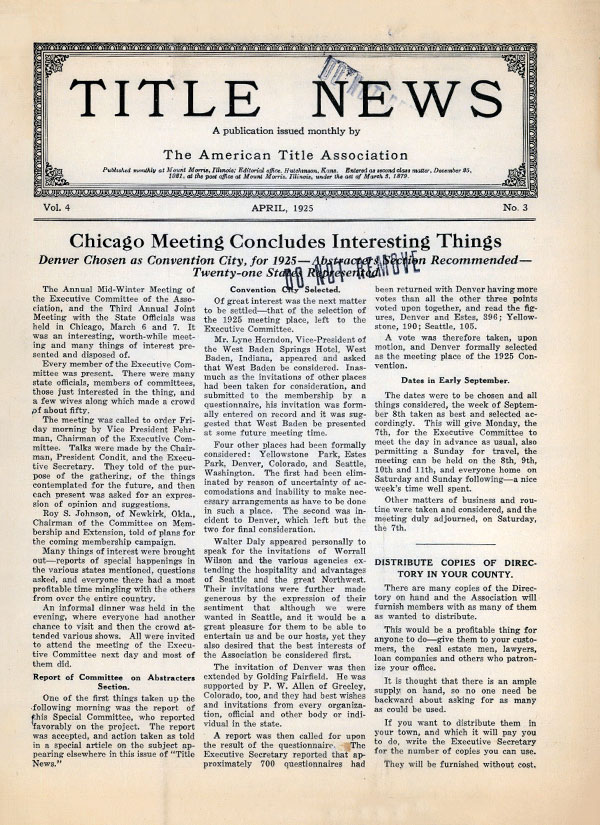 TITLE NEWS
A publication issued monthly by
The American Title Association
Published monthly at Mount Morris, Illinois; Editorial office, Hutchinson, Kans. Entered as second class matter, December 25,
1921, at the post office at Mount Morris, Illinois, under the act of March 3, 1879.
Vol. 4
APRIL, 1925
No. 3
Chicago Meeting Concludes Interesting Things
Denver Chosen as Convention City, for 1925—Abstracters Section Recommended—
Twenty-one States Represented
DO NOT REMOVE
The Annual Mid-Winter Meeting of
the Executive Committee of the Asso-
ciation, and the Third Annual Joint
Meeting with the State Officials was
held in Chicago, March 6 and 7. It
was an interesting, worth-while meet-
ing and many things of interest pre-
sented and disposed of.
Every member of the Executive Com-
mittee was present. There were many
state officials, members of committees,
those just interested in the thing, and
a few wives along which made a crowd
of about fifty.
The meeting was called to order Fri-
day morning by Vice President Fehr-
man, Chairman of the Executive Com-
mittee. Talks were made by the Chair-
man, President Condit, and the Execu-
tive Secretary. They told of the pur-
pose of the gathering, of the things
contemplated for the future, and then
each present was asked for an expres-
sion of opinion and suggestions.
Roy S. Johnson, of Newkirk, Okla.,
Chairman of the Committee on Mem-
bership and Extension, told of plans for
the coming membership campaign.
Many things of interest were brought
out—reports of special happenings in
the various states mentioned, questions
asked, and everyone there had a most
profitable time mingling with the others
from over the entire country.
An informal dinner was held in the
evening, where everyone had another
chance to visit and then the crowd at-
tended various shows. All were invited
to attend the meeting of the Execu-
tive Committee next day and most of
them did.
Report of Committee on Abstracters
Section.
One of the first things taken up the
following morning was the report of
this Special Committee, who reported
favorably on the project. The report
was accepted, and action taken as told
in a special article on the subject ap-
pearing elsewhere in this issue of "Title
News."
Convention City Selected.
Of great interest was the next matter
to be settled—that of the selection of
the 1925 meeting place, left to the
Executive Committee.
Mr. Lyne Herndon, Vice-President of
the West Baden Springs Hotel, West
Baden, Indiana, appeared and asked
that West Baden be considered. Inas-
much as the invitations of other places
had been taken for consideration, and
submitted to the membership by a
questionnaire, his invitation was form-
ally entered on record and it was sug-
gested that West Baden be presented
at some future meeting time.
Four other places had been formally
considered: Yellowstone Park, Estes
Park, Denver, Colorado, and Seattle,
Washington. The first had been elim-
inated by reason of uncertainty of ac-
comodations and inability to make nec-
essary arrangements as have to be done
in such a place. The second was in-
cident to Denver, which left but the
two for final consideration.
Walter Daly appeared personally to
speak for the invitations of Worrall
Wilson and the various agencies ex-
tending the hospitality and advantages
of Seattle and the great Northwest.
Their invitations were further made
generous by the expression of their
sentiment that although we were
wanted in Seattle, and it would be a
great pleasure for them to be able to
entertain us and be our hosts, yet they
also desired that the best interests of
the Association be considered first.
The invitation of Denver was then
extended by Golding Fairfield. He was
supported by P. W. Allen of Greeley,
Colorado, too, and they had best wishes
and invitations from every organiza-
tion, official and other body or indi-
vidual in the state.
A report was then called for upon
the result of the questionnaire. The
Executive Secretary reported that ap-
proximately 700 questionnaires had
been returned with Denver having more
votes than all the other three points
voted upon together, and read the fig-
ures, Denver and Estes, 396; Yellow-
stone, 190; Seattle, 105.
A vote was therefore taken, upon
motion, and Denver formally selected
as the meeting place of the 1925 Con-
vention.
Dates in Early September.
The dates were to be chosen and all
things considered, the week of Septem-
ber 8th taken as best and selected ac-
cordingly. This will give Monday, the
7th, for the Executive Committee to
meet the day in advance as usual, also
permitting a Sunday for travel, the
meeting can be held on the 8th, 9th,
10th and 11th, and everyone home on
Saturday and Sunday following—a nice
week's time well spent.
Other matters of business and rou-
tine were taken and considered, and the
meeting duly adjourned, on Saturday,
the 7th.
DISTRIBUTE COPIES OF DIREC-
TORY IN YOUR COUNTY.
There are many copies of the Direc-
tory on hand and the Association will
furnish members with as many of them
as wanted to distribute.
This would be a profitable thing for
anyone to do—give them to your custo-
mers, the real estate men, lawyers,
loan companies and others who patron-
ize your office.
It is thought that there is an ample
supply on hand, so no one need be
backward about asking for as many
as could be used.
If you want to distribute them in
your town, and which it will pay you
to do, write the Executive Secretary
for the number of copies you can use.
They will be furnished without cost.